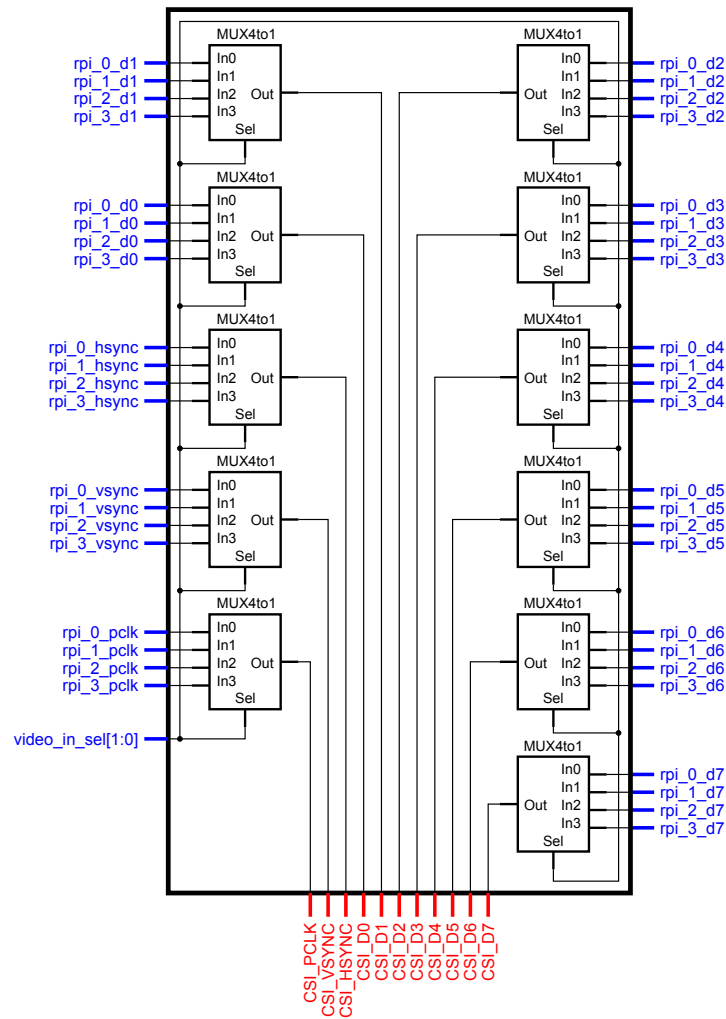 MUX4to1
rpi_0_d1
rpi_1_d1
rpi_2_d1
rpi_3_d1
In0
In1
In2
In3
Out
Sel
MUX4to1
rpi_0_d0
rpi_1_d0
rpi_2_d0
rpi_3_d0
In0
In1
In2
In3
Out
Sel
MUX4to1
rpi_0_hsync
rpi_1_hsync
rpi_2_hsync
rpi_3_hsync
In0
In1
In2
In3
Out
Sel
MUX4to1
rpi_0_vsync
rpi_1_vsync
rpi_2_vsync
rpi_3_vsync
In0
In1
In2
In3
Out
Sel
MUX4to1
rpi_0_pclk
rpi_1_pclk
rpi_2_pclk
rpi_3_pclk
In0
In1
In2
In3
Out
Sel
video_in_sel[1:0]
MUX4to1
In0
In1
In2
In3
Out
Sel
rpi_0_d2
rpi_1_d2
rpi_2_d2
rpi_3_d2
MUX4to1
In0
In1
In2
In3
Out
Sel
rpi_0_d3
rpi_1_d3
rpi_2_d3
rpi_3_d3
MUX4to1
In0
In1
In2
In3
Out
Sel
rpi_0_d4
rpi_1_d4
rpi_2_d4
rpi_3_d4
MUX4to1
In0
In1
In2
In3
Out
Sel
rpi_0_d5
rpi_1_d5
rpi_2_d5
rpi_3_d5
MUX4to1
In0
In1
In2
In3
Out
Sel
rpi_0_d6
rpi_1_d6
rpi_2_d6
rpi_3_d6
MUX4to1
In0
In1
In2
In3
Out
Sel
rpi_0_d7
rpi_1_d7
rpi_2_d7
rpi_3_d7
CSI_PCLK
CSI_VSYNC
CSI_HSYNC
CSI_D0
CSI_D1
CSI_D2
CSI_D3
CSI_D4
CSI_D5
CSI_D6
CSI_D7